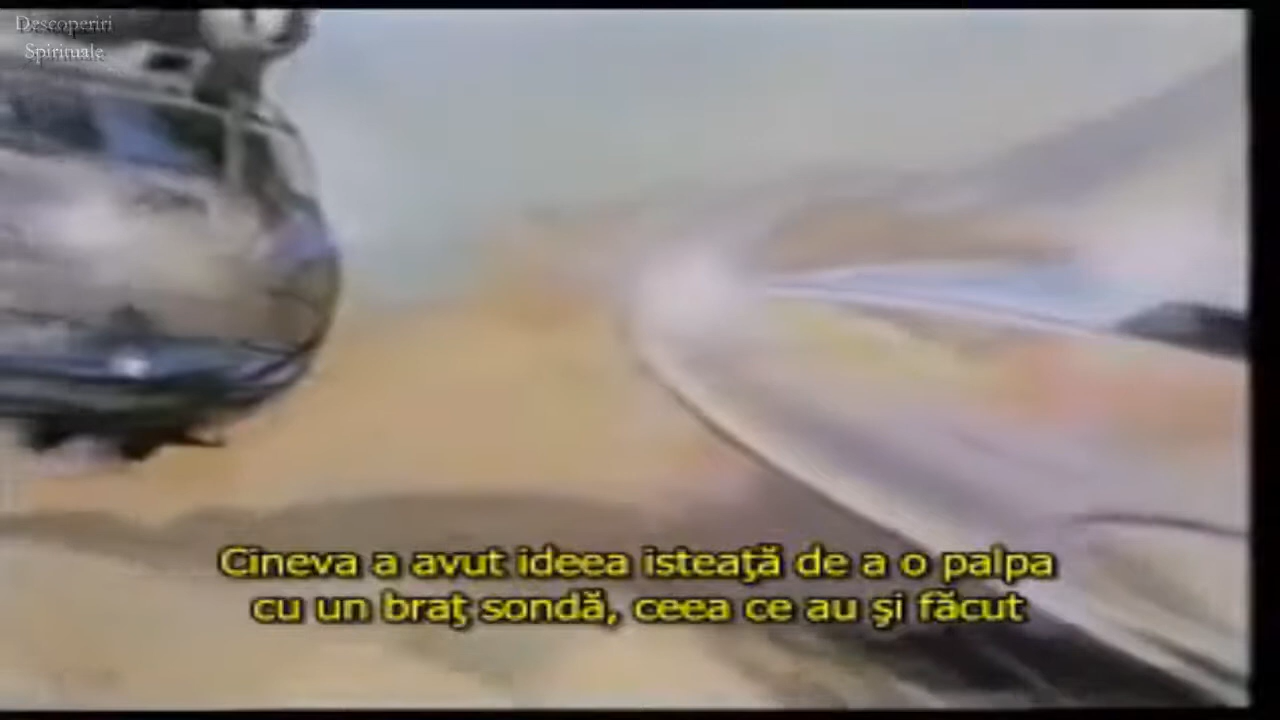 Descoperiri
Spirituale
Cineva a avut ideea isteaţă de a o palpa
cu un braţ sondă, ceea ce au şi făcut